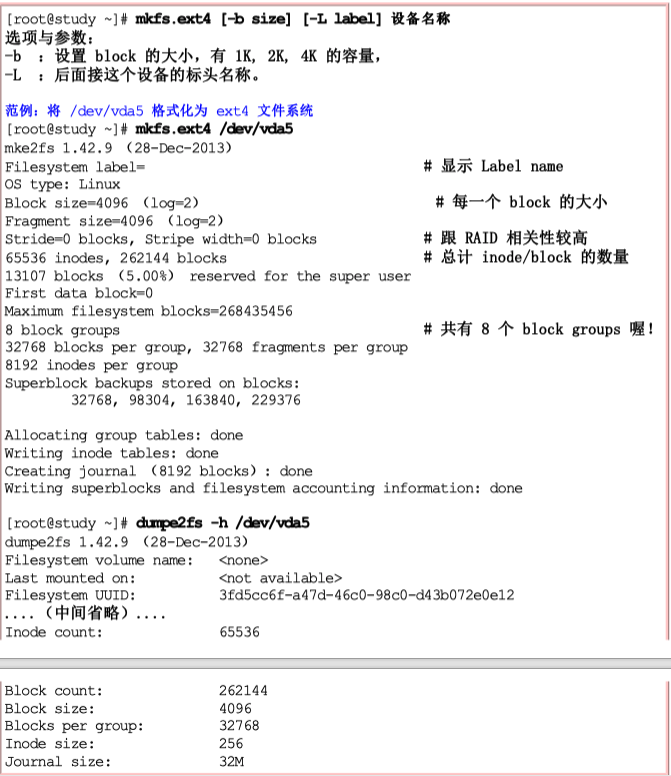 [root@study ~]# mkfs.ext4 [-b size] [-L label] 设备名称
选项与参数:
-b : 设置 block 的大小, 有 1K, 2K, 4K 的容量,
-L : 后面接这个设备的标头名称。
范例: 将 /dev/vda5 格式化为 ext4 文件系统
[root@study ~]# mkfs.ext4 /dev/vda5
mke2fs 1.42.9 (28-Dec-2013)
Filesystem label= # 显示 Label name
OS type: Linux
Block size=4096 (log=2) # 每一个 block 的大小
Fragment size=4096 (log=2)
Stride=0 blocks, Stripe width=0 blocks # 跟 RAID 相关性较高
65536 inodes, 262144 blocks # 总计 inode/block 的数量
13107 blocks (5.00%) reserved for the super user
First data block=0
Maximum filesystem blocks=268435456
8 block groups # 共有 8 个 block groups 喔!
32768 blocks per group, 32768 fragments per group
8192 inodes per group
Superblock backups stored on blocks:
32768, 98304, 163840, 229376
Allocating group tables: done
Writing inode tables: done
Creating journal (8192 blocks): done
Writing superblocks and filesystem accounting information: done
[root@study ~]# dumpe2fs -h /dev/vda5
dumpe2fs 1.42.9 (28-Dec-2013)
Filesystem volume name: <none>
Last mounted on: <not available>
Filesystem UUID: 3fd5cc6f-a47d-46c0-98c0-d43b072e0e12
....(中间省略)....
Inode count: 65536
Block count: 262144
Block size: 4096
Blocks per group: 32768
Inode size: 256
Journal size: 32M